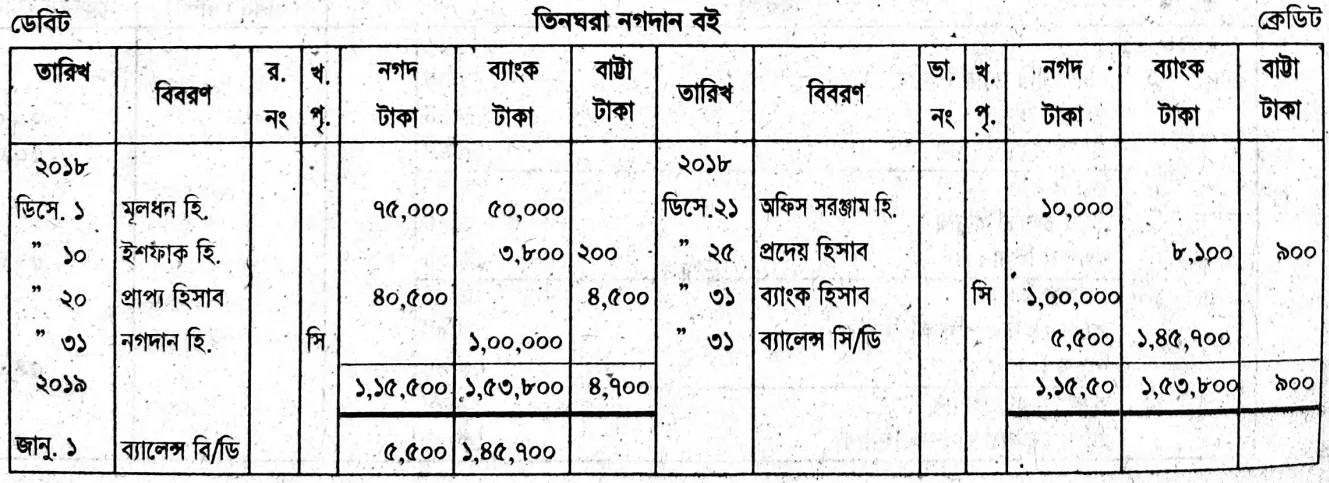 ডেবিট তিনঘরা নগদান বই ক্রেডিট
তারিখ বিবরণ র. নং খ. পৃ. নগদ টাকা ব্যাংক টাকা বাট্টা টাকা তারিখ বিবরণ ভা. নং খ. পৃ. নগদ টাকা ব্যাংক টাকা বাট্টা টাকা
২০১৮ ২০১৮
ডিসে. ১ মূলধন হি. ৭৫,০০০ ৫০,০০০ ডিসে.২১ অফিস সরঞ্জাম হি. ১০,০০০
” ১০ ইশফাক হি. ৩,৮০০ ২০০ ” ২৫ প্রদেয় হিসাব ৮,১০০ ৯০০
” ২০ প্রাপ্য হিসাব ৪০,৫০০ ৪,৫০০ ” ৩১ ব্যাংক হিসাব সি ১,০০,০০০
” ৩১ নগদান হি. সি ১,০০,০০০ ” ৩১ ব্যালেন্স সি/ডি ৫,৫০০ ১,৪৫,৭০০
২০১৯ ১,১৫,৫০০ ১,৫৩,৮০০ ৪,৭০০ ১,১৫,৫০ ১,৫৩,৮০০ ৯০০
জানু. ১ ব্যালেন্স বি/ডি ৫,৫০০ ১,৪৫,৭০০